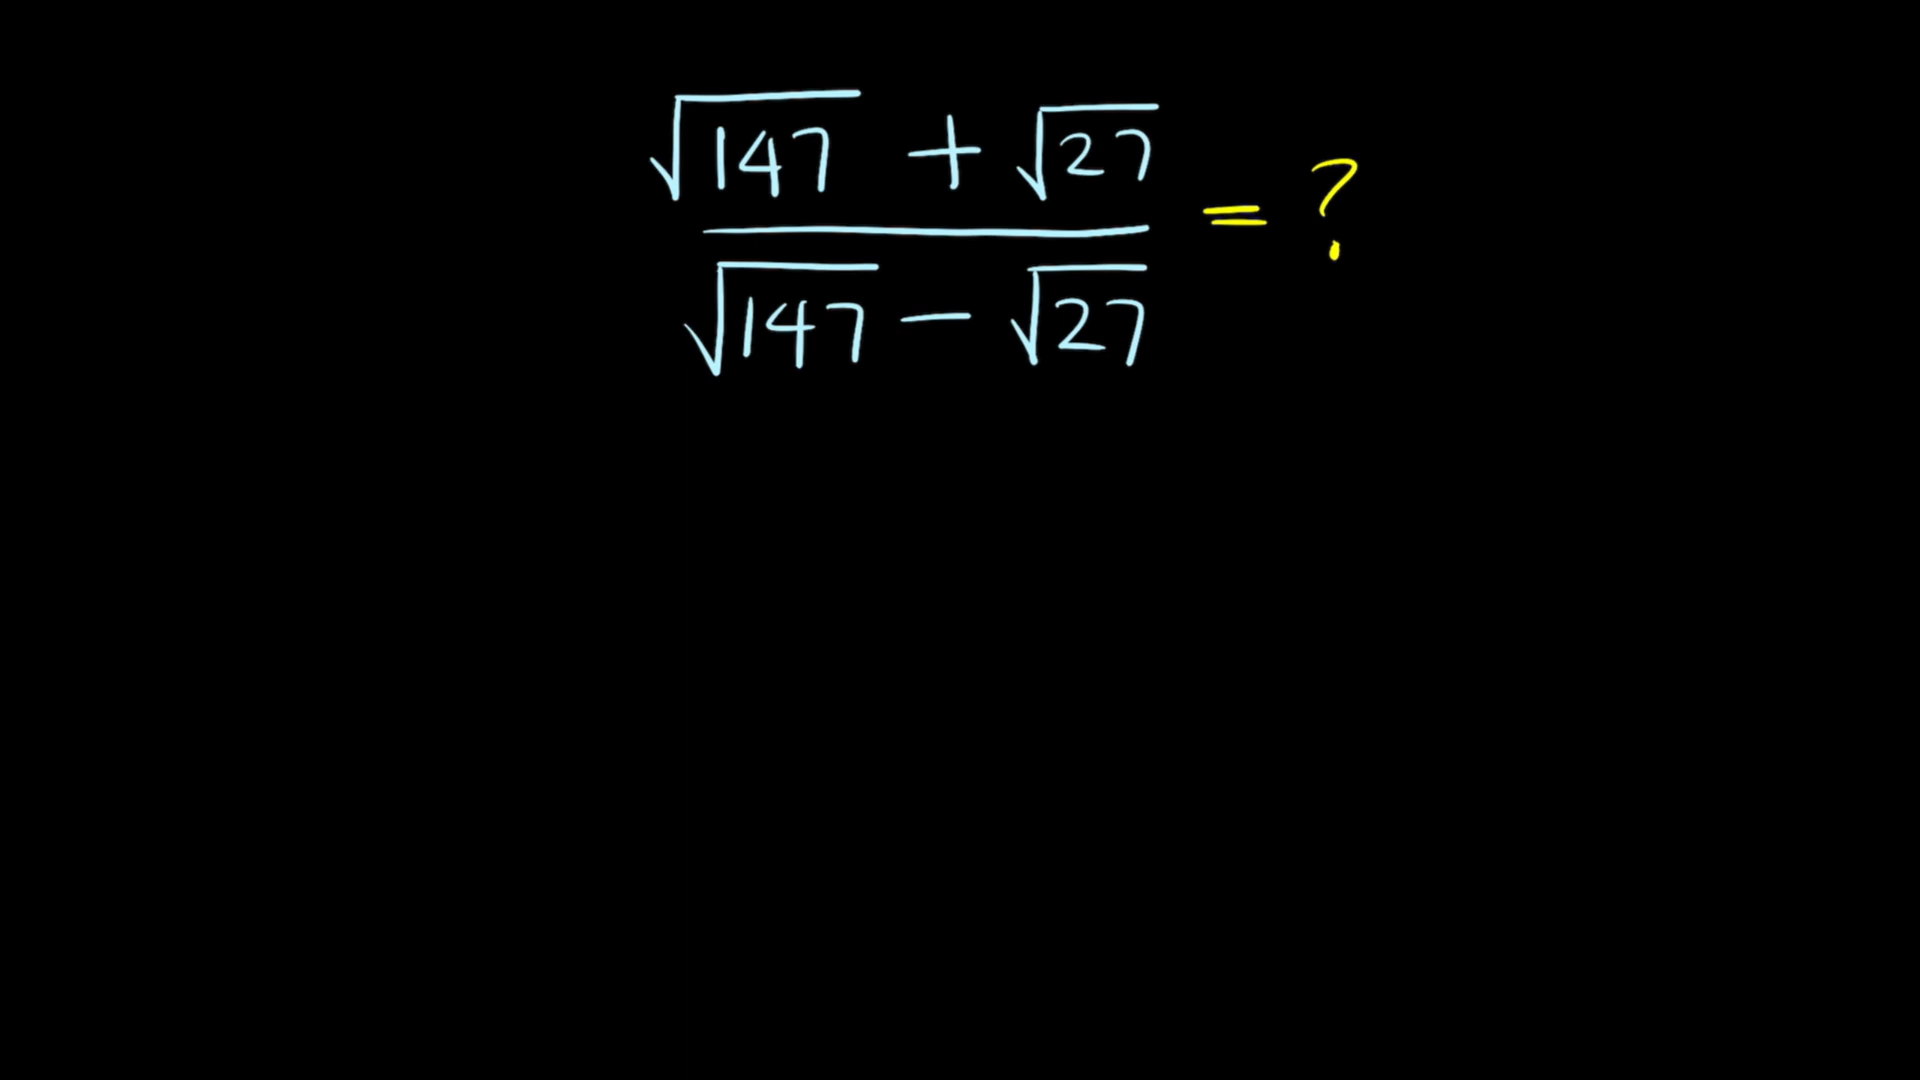 √147 + √27
= ?
√147 − √27